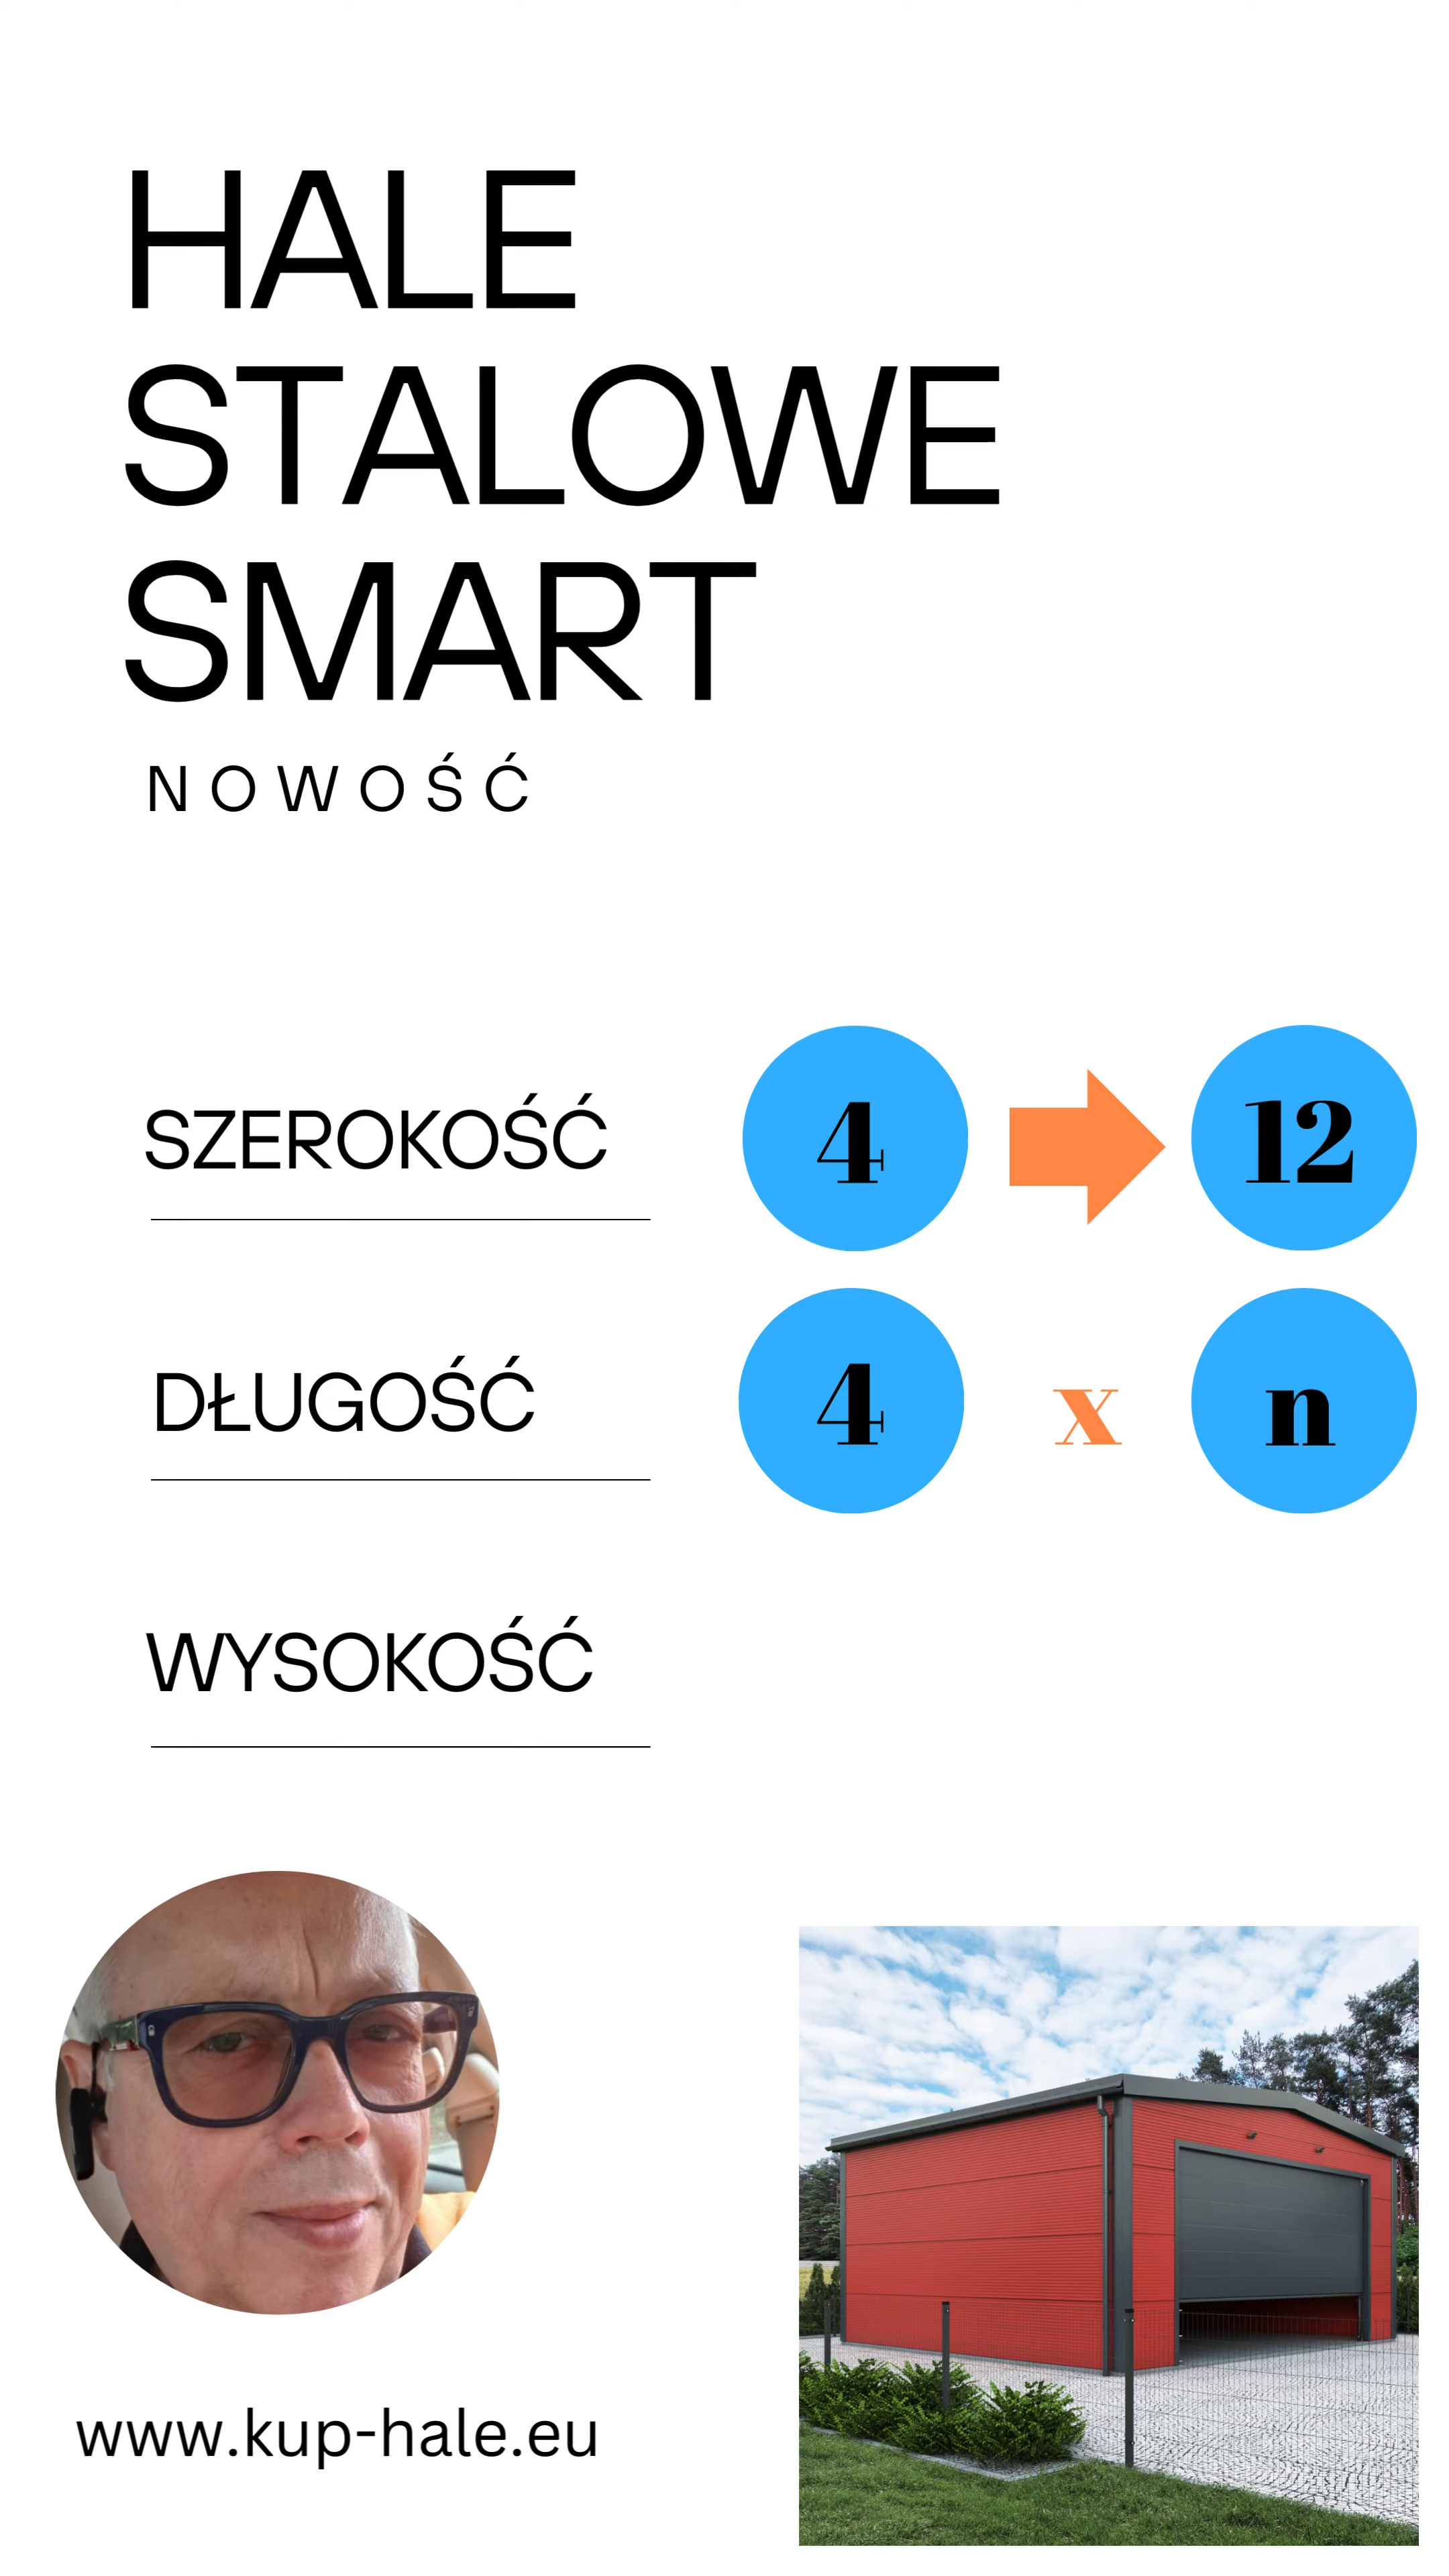 HALE
STALOWE
SMART
NOWOŚĆ
SZEROKOŚĆ 4 12
DŁUGOŚĆ 4 x n
WYSOKOŚĆ
www.kup-hale.eu